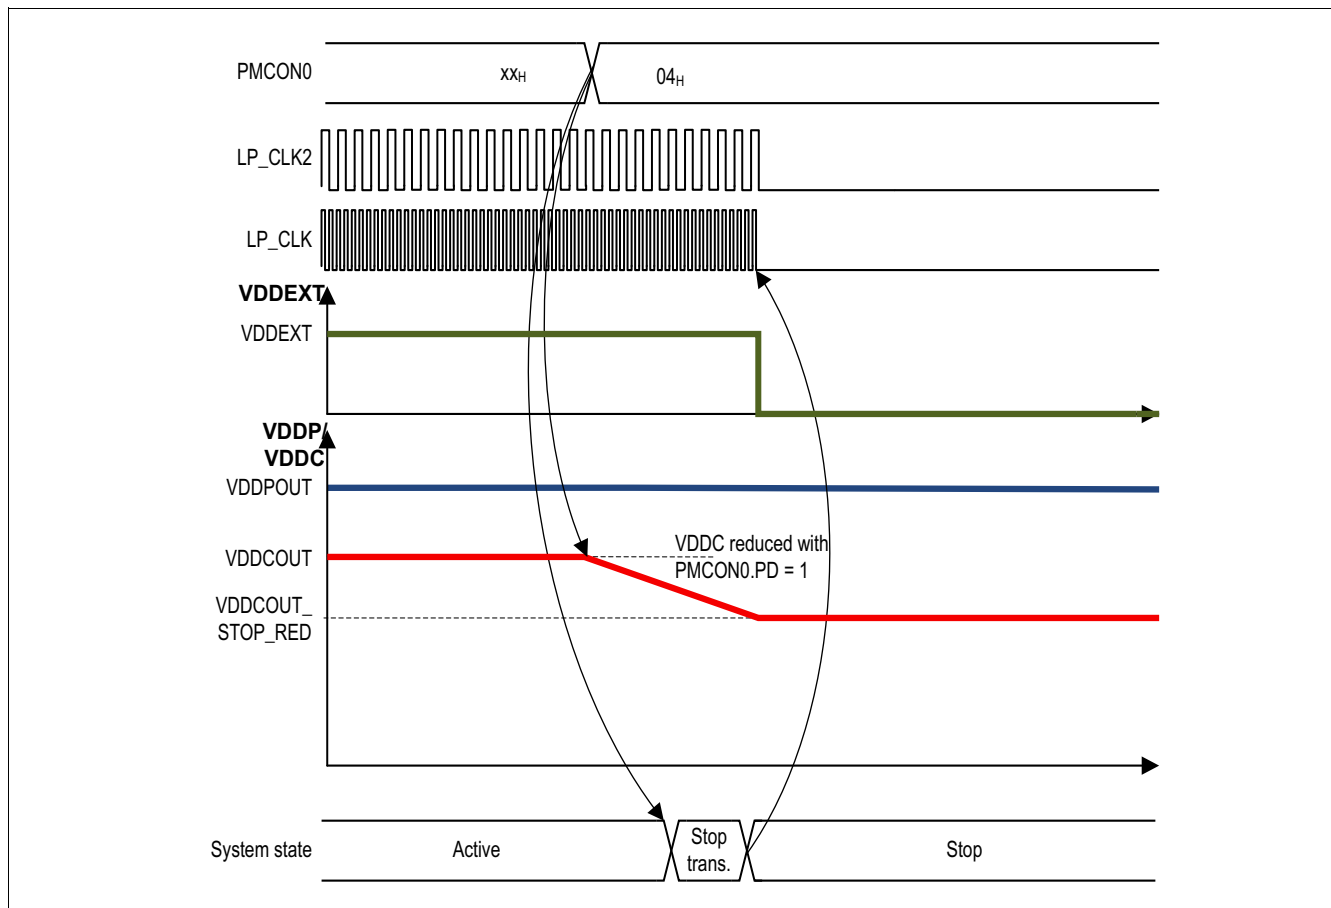 PMCON0
xxH
04H
LP_CLK2
LP_CLK
VDDEXT
VDDEXT
VDDP/
VDDC
VDDPOUT
VDDCOUT
VDDC reduced with
PMCON0.PD = 1
VDDCOUT_
STOP_RED
System state
Active
Stop
trans.
Stop